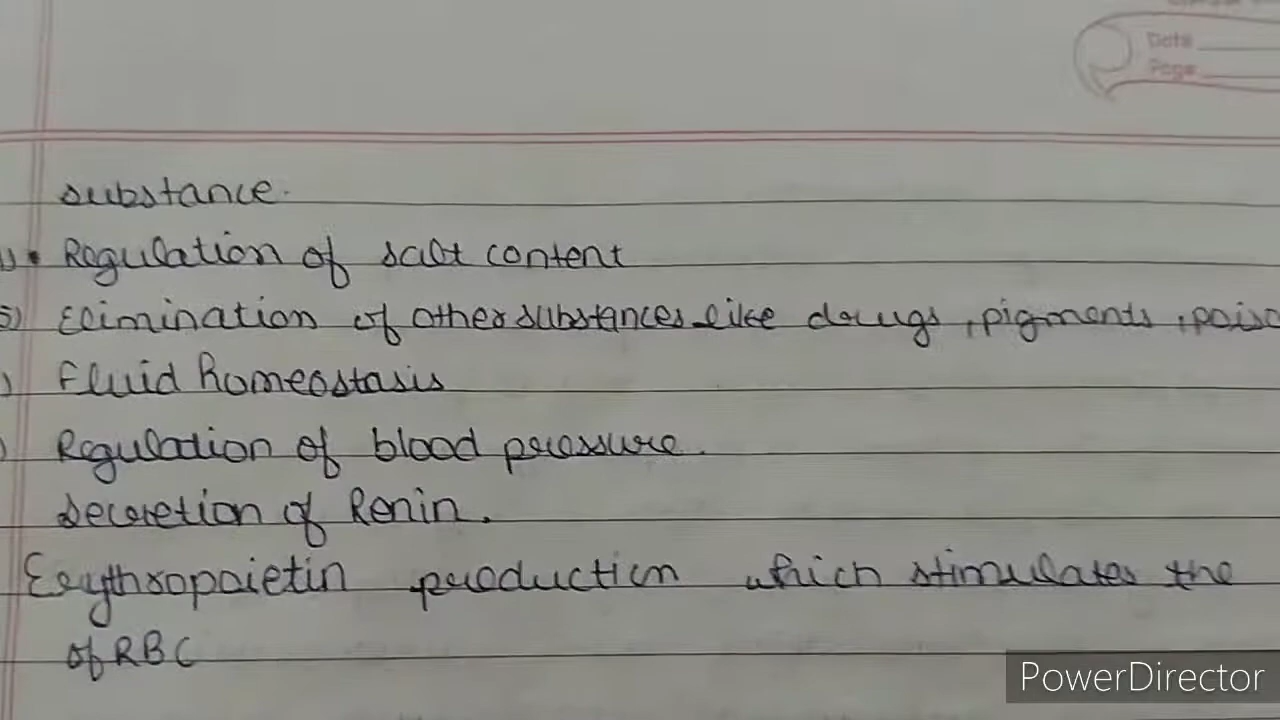 Date
Page
substance.
Regulation of salt content
5) Elimination of other substances like drugs, pigments, poiso
) Fluid homeostasis
) Regulation of blood pressure.
secretion of Renin.
Erythropoietin production which stimulates the
of RBC
PowerDirector